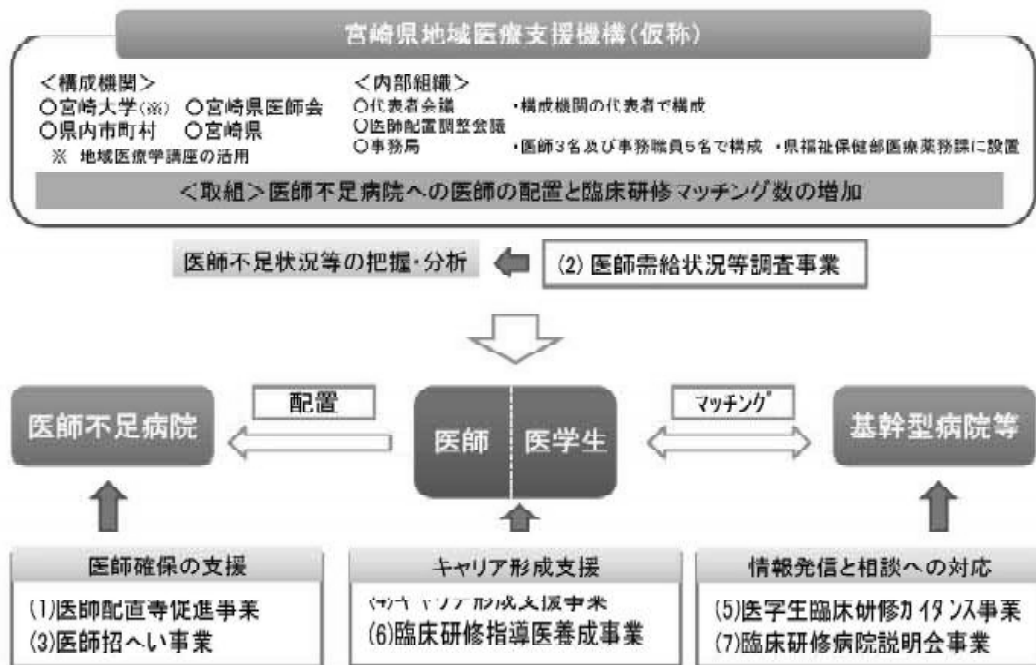 宮崎県地域医療支援機構(仮称)
＜構成機関＞
○宮崎大学(※) ○宮崎県医師会
○県内市町村 ○宮崎県
※ 地域医療学講座の活用
＜内部組織＞
○代表者会議 ・構成機関の代表者で構成
○医師配置調整会議
○事務局 ・医師3名及び事務職員5名で構成 ・県福祉保健部医療薬務課に設置
＜取組＞医師不足病院への医師の配置と臨床研修マッチング数の増加
医師不足状況等の把握・分析
(2) 医師需給状況等調査事業
医師不足病院
配置
医師
医学生
マッチング
基幹型病院等
医師確保の支援
(1)医師配置等促進事業
(3)医師招へい事業
キャリア形成支援
(4)キャリア形成支援事業
(6)臨床研修指導医養成事業
情報発信と相談への対応
(5)医学生臨床研修ガイダンス事業
(7)臨床研修病院説明会事業